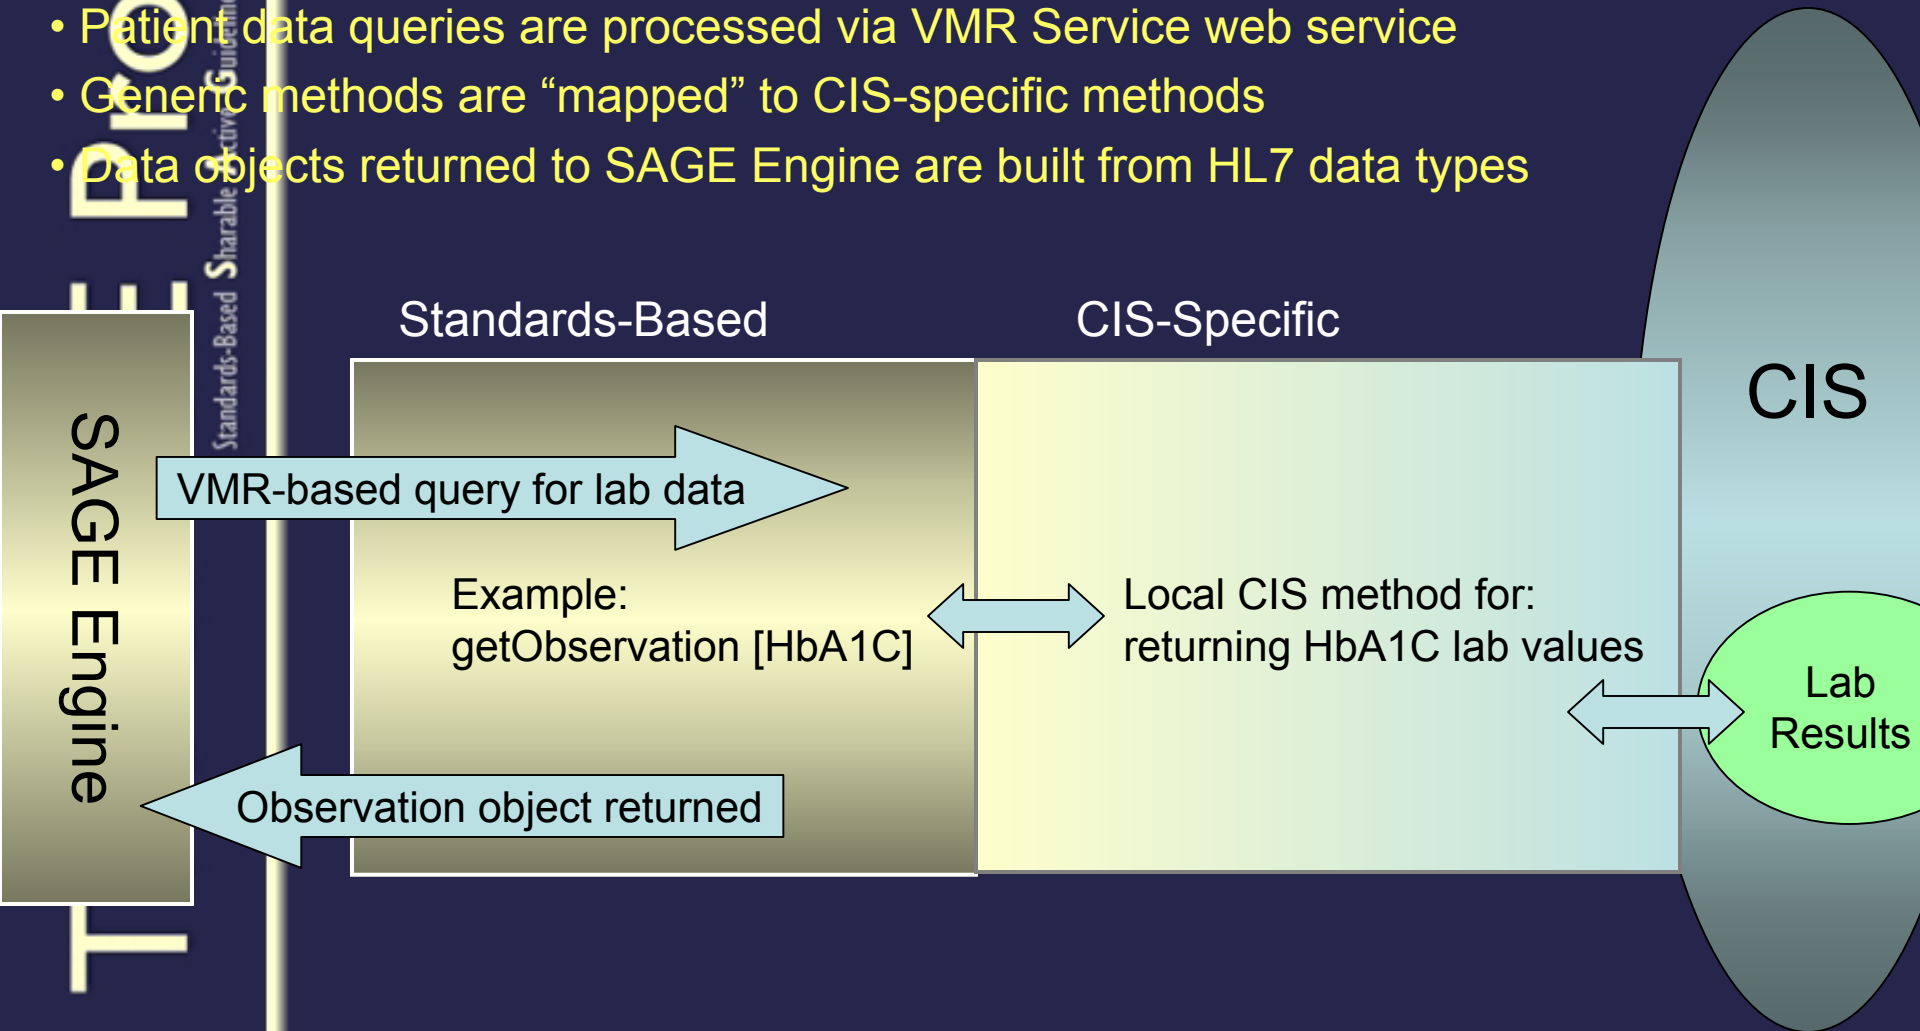 • Patient data queries are processed via VMR Service web service
• Generic methods are “mapped” to CIS-specific methods
• Data objects returned to SAGE Engine are built from HL7 data types
Standards-Based Sharable Active
Standards-Based
CIS-Specific
CIS
SAGE Engine
VMR-based query for lab data
Example:
getObservation [HbA1C]
Local CIS method for:
returning HbA1C lab values
Lab
Results
Observation object returned